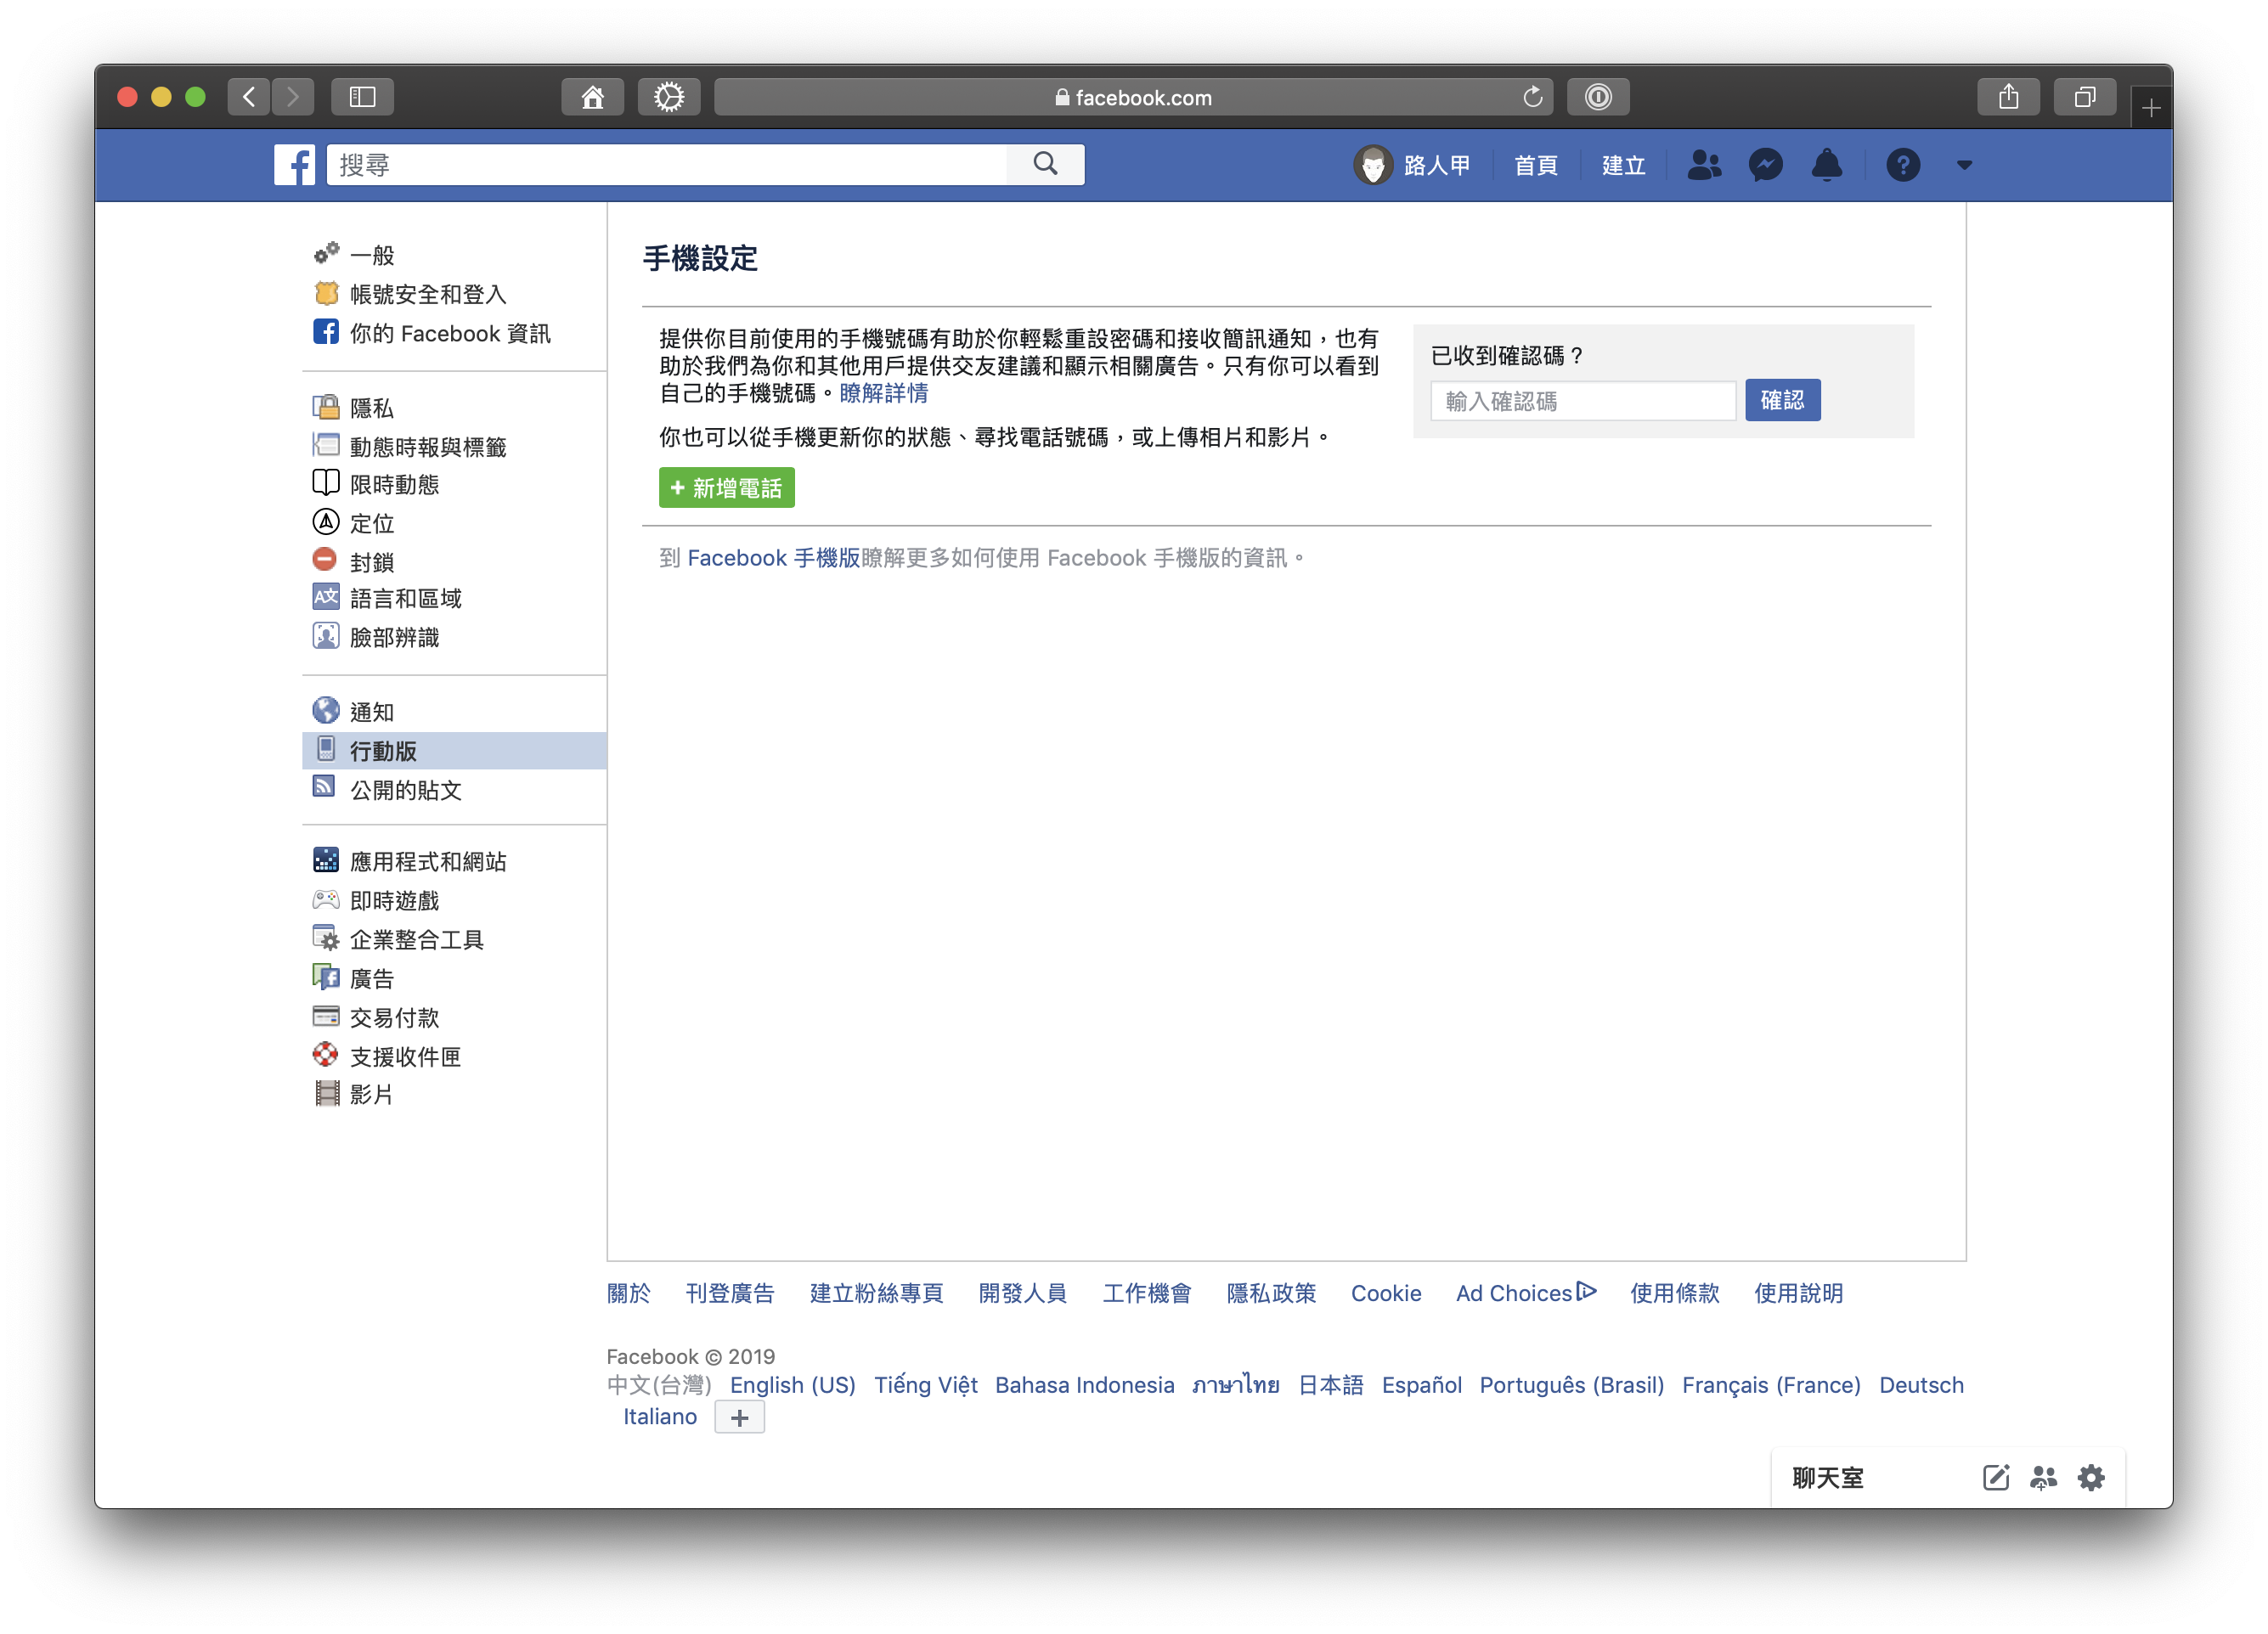 facebook.com
搜尋
路人甲
首頁
建立
一般
帳號安全和登入
你的 Facebook 資訊
隱私
動態時報與標籤
限時動態
定位
封鎖
語言和區域
臉部辨識
通知
行動版
公開的貼文
應用程式和網站
即時遊戲
企業整合工具
廣告
交易付款
支援收件匣
影片
手機設定
提供你目前使用的手機號碼有助於你輕鬆重設密碼和接收簡訊通知，也有
助於我們為你和其他用戶提供交友建議和顯示相關廣告。只有你可以看到
自己的手機號碼。瞭解詳情
你也可以從手機更新你的狀態、尋找電話號碼，或上傳相片和影片。
+ 新增電話
已收到確認碼？
輸入確認碼
確認
到 Facebook 手機版瞭解更多如何使用 Facebook 手機版的資訊。
關於 刊登廣告 建立粉絲專頁 開發人員 工作機會 隱私政策 Cookie Ad Choices 使用條款 使用說明
Facebook © 2019
中文(台灣) English (US) Tiếng Việt Bahasa Indonesia ภาษาไทย 日本語 Español Português (Brasil) Français (France) Deutsch
Italiano
聊天室